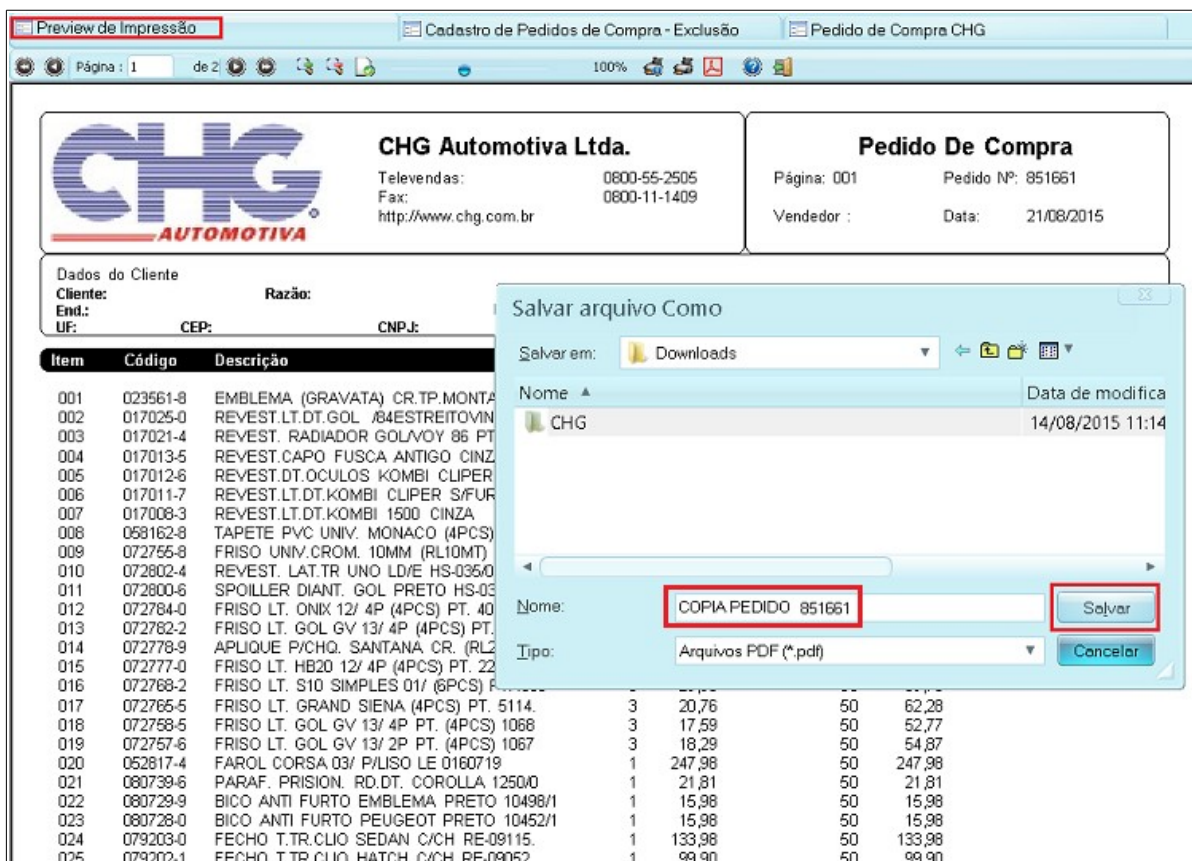 Preview de Impressão    Cadastro de Pedidos de Compra - Exclusão    Pedido de Compra CHG
Página : 1 de 2    100%
CHG
AUTOMOTIVA
CHG Automotiva Ltda.
Televendas: 0800-55-2505
Fax: 0800-11-1409
http://www.chg.com.br
Pedido De Compra
Página: 001    Pedido Nº: 851661
Vendedor :    Data: 21/08/2015
Dados do Cliente
Cliente:    Razão:
End.:
UF:    CEP:    CNPJ:
Item    Código    Descrição
001    023561-8    EMBLEMA (GRAVATA) CR.TP.MONTA
002    017025-0    REVEST.LT.DT.GOL /84ESTREITOVIN
003    017021-4    REVEST. RADIADOR GOL/VOY 86 PT
004    017013-5    REVEST.CAPO FUSCA ANTIGO CINZ
005    017012-6    REVEST.DT.OCULOS KOMBI CLIPER
006    017011-7    REVEST.LT.DT.KOMBI CLIPER S/FUR
007    017008-3    REVEST.LT.DT.KOMBI 1500 CINZA
008    058162-8    TAPETE PVC UNIV. MONACO (4PCS)
009    072755-8    FRISO UNIV.CROM. 10MM (RL10MT)
010    072802-4    REVEST. LAT.TR UNO LD/E HS-035/0
011    072800-6    SPOILLER DIANT. GOL PRETO HS-03
012    072784-0    FRISO LT. ONIX 12/ 4P (4PCS) PT. 40
013    072782-2    FRISO LT. GOL GV 13/ 4P (4PCS) PT.
014    072778-9    APLIQUE P/CHQ. SANTANA CR. (RL2
015    072777-0    FRISO LT. HB20 12/ 4P (4PCS) PT. 22
016    072768-2    FRISO LT. S10 SIMPLES 01/ (6PCS)
017    072765-5    FRISO LT. GRAND SIENA (4PCS) PT. 5114.    3    20,76    50    62,28
018    072758-5    FRISO LT. GOL GV 13/ 4P PT. (4PCS) 1068    3    17,59    50    52,77
019    072757-6    FRISO LT. GOL GV 13/ 2P PT. (4PCS) 1067    3    18,29    50    54,87
020    052817-4    FAROL CORSA 03/ P/LISO LE 0160719    1    247,98    50    247,98
021    080739-6    PARAF. PRISION. RD.DT. COROLLA 1250/0    1    21,81    50    21,81
022    080729-9    BICO ANTI FURTO EMBLEMA PRETO 10498/1    1    15,98    50    15,98
023    080728-0    BICO ANTI FURTO PEUGEOT PRETO 10452/1    1    15,98    50    15,98
024    079203-0    FECHO T.TR.CLIO SEDAN C/CH RE-09115.    1    133,98    50    133,98
025    079202-1    FECHO T.TR.CLIO HATCH C/CH RE-09052    1    99,90    50    99,90
Salvar arquivo Como
Salvar em: Downloads
Nome    Data de modifica
CHG    14/08/2015 11:14
Nome: COPIA PEDIDO 851661    Salvar
Tipo: Arquivos PDF (*.pdf)    Cancelar